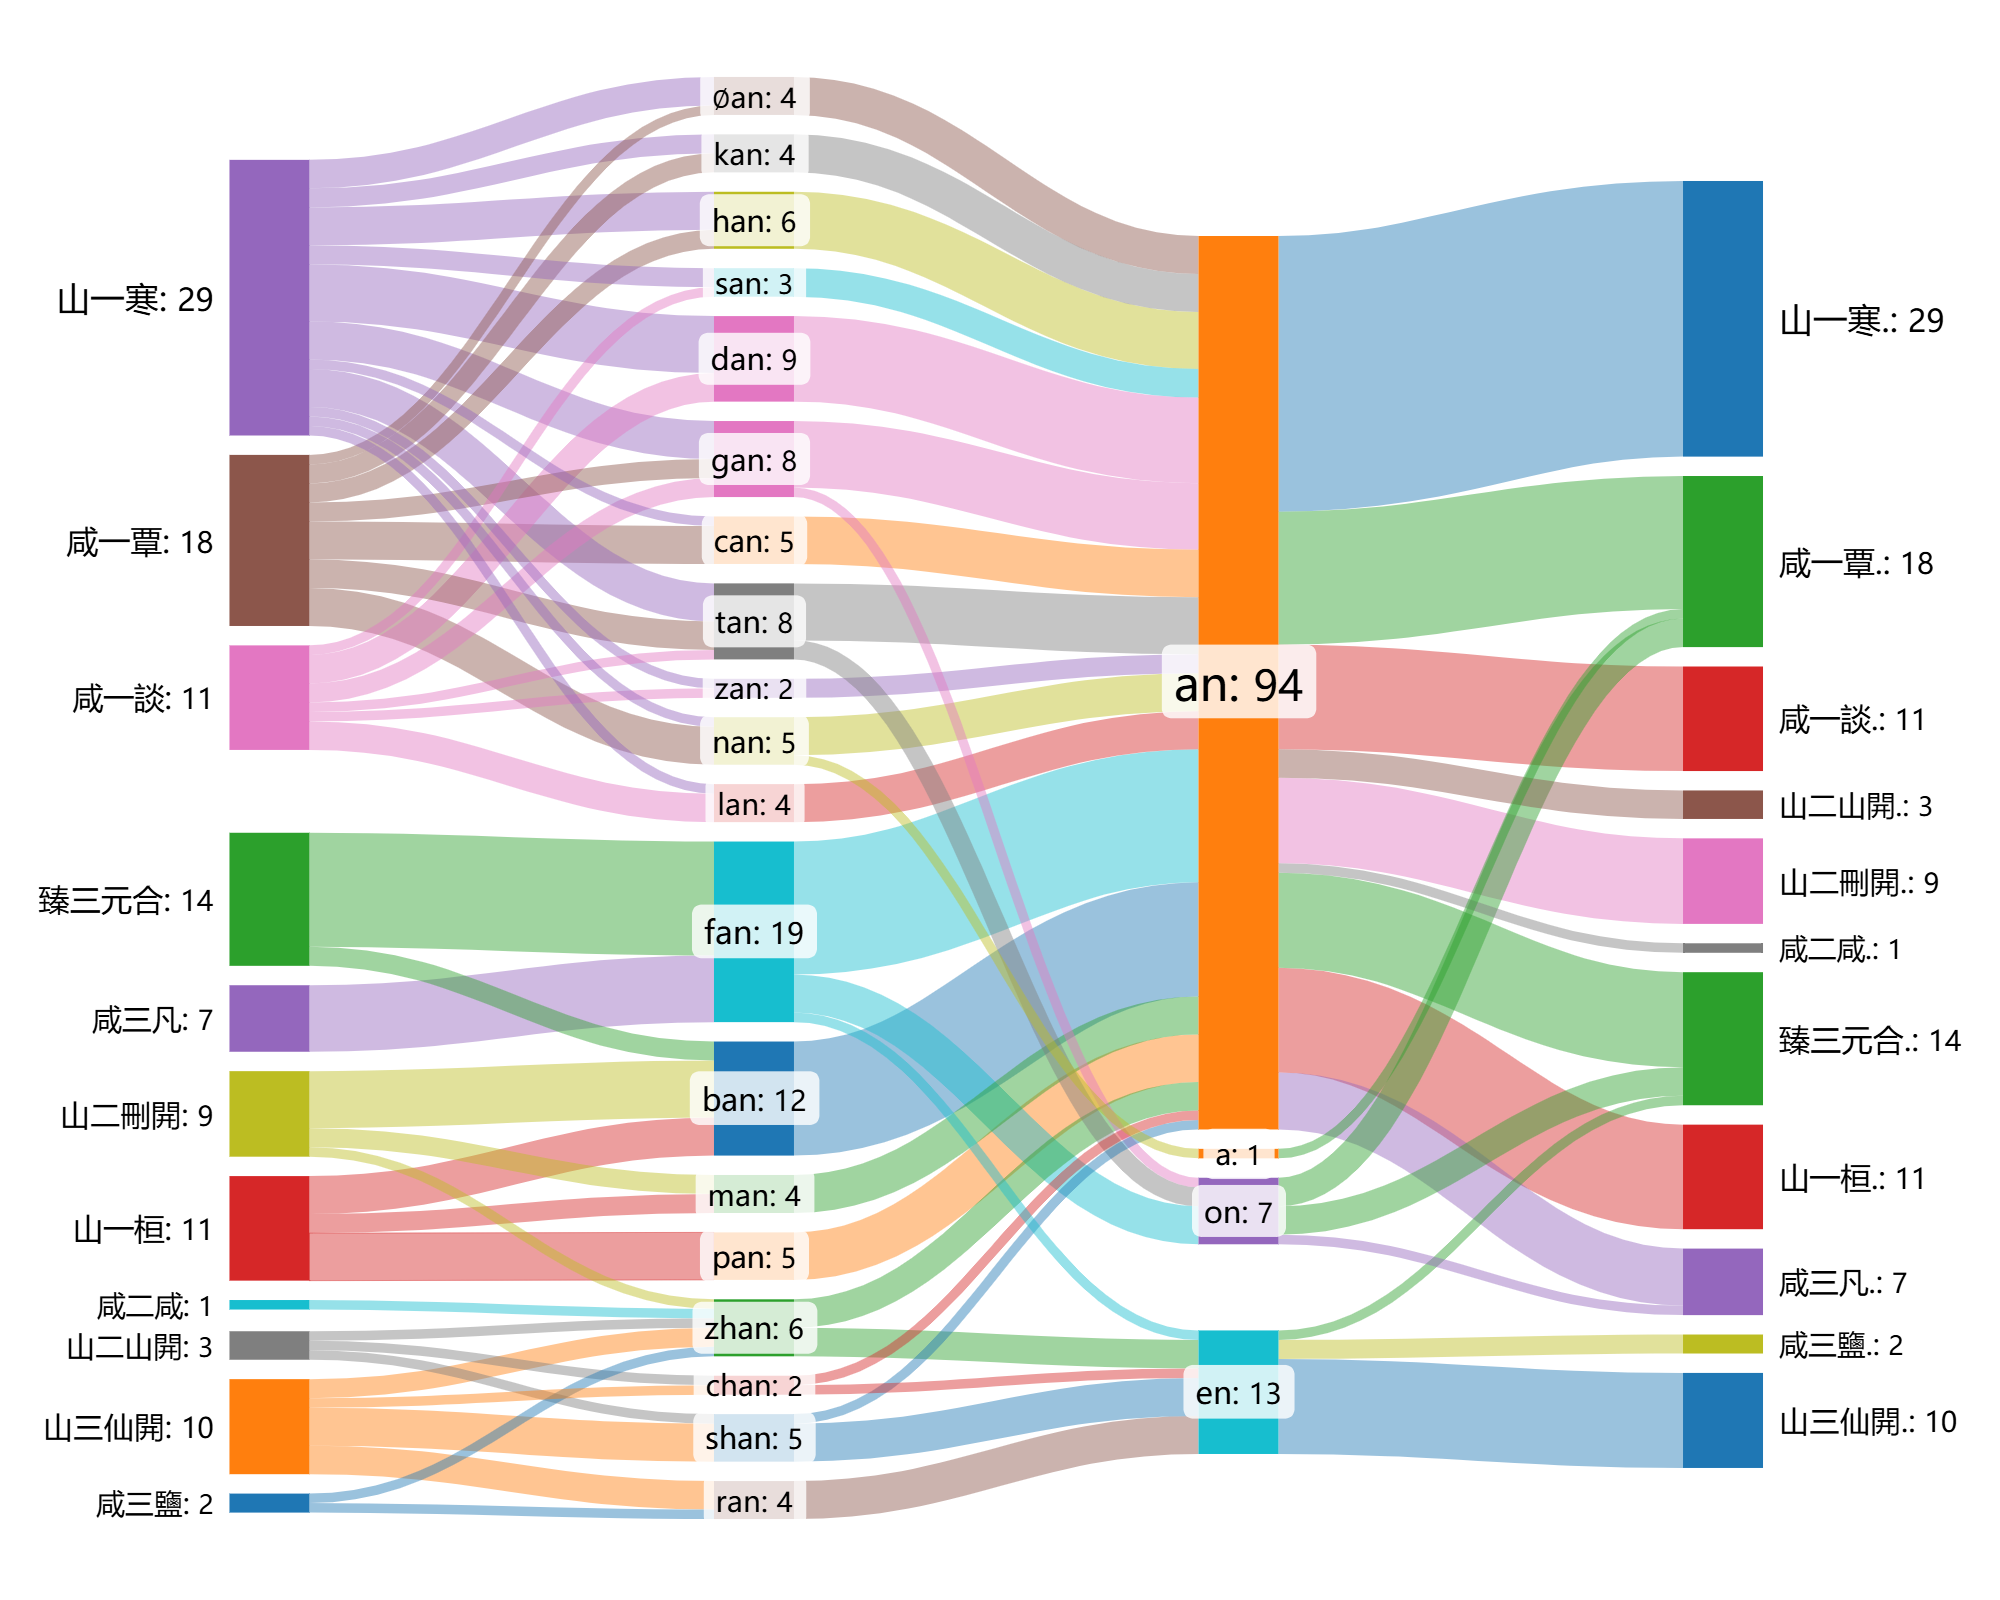 山一寒: 29
咸一覃: 18
咸一談: 11
臻三元合: 14
咸三凡: 7
山二刪開: 9
山一桓: 11
咸二咸: 1
山二山開: 3
山三仙開: 10
咸三鹽: 2
∅an: 4
kan: 4
han: 6
san: 3
dan: 9
gan: 8
can: 5
tan: 8
zan: 2
nan: 5
lan: 4
fan: 19
ban: 12
man: 4
pan: 5
zhan: 6
chan: 2
shan: 5
ran: 4
an: 94
a: 1
on: 7
en: 13
山一寒.: 29
咸一覃.: 18
咸一談.: 11
山二山開.: 3
山二刪開.: 9
咸二咸.: 1
臻三元合.: 14
山一桓.: 11
咸三凡.: 7
咸三鹽.: 2
山三仙開.: 10